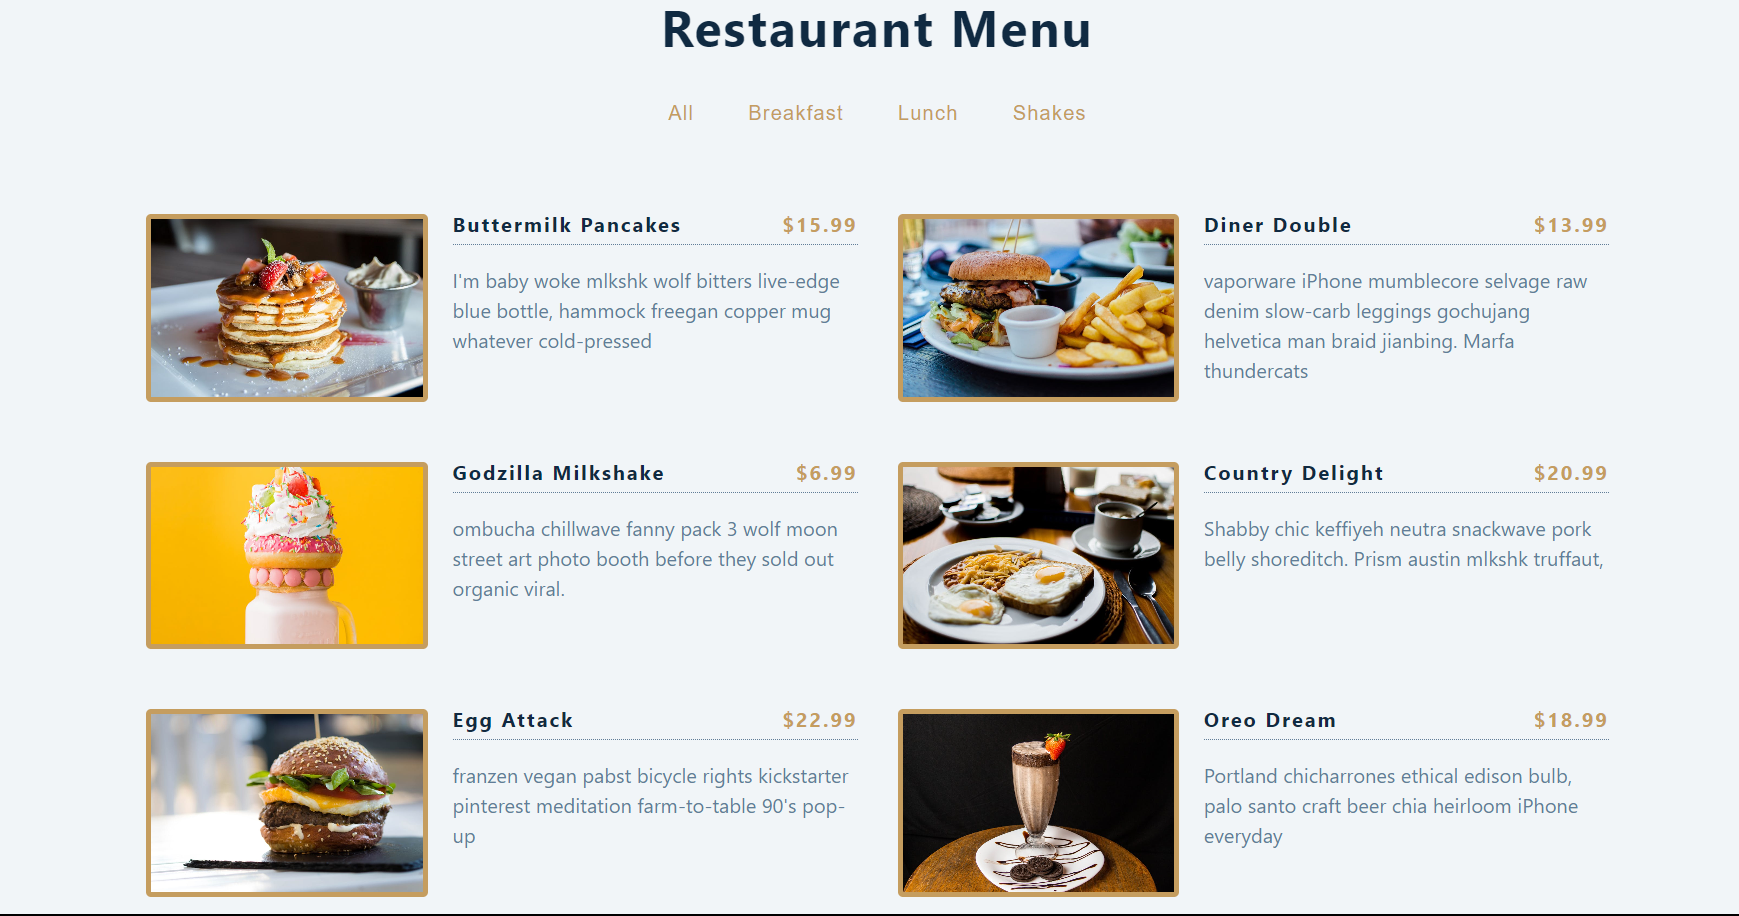 Restaurant Menu
All Breakfast Lunch Shakes
Buttermilk Pancakes $15.99
I'm baby woke mlkshk wolf bitters live-edge
blue bottle, hammock freegan copper mug
whatever cold-pressed
Diner Double $13.99
vaporware iPhone mumblecore selvage raw
denim slow-carb leggings gochujang
helvetica man braid jianbing. Marfa
thundercats
Godzilla Milkshake $6.99
ombucha chillwave fanny pack 3 wolf moon
street art photo booth before they sold out
organic viral.
Country Delight $20.99
Shabby chic keffiyeh neutra snackwave pork
belly shoreditch. Prism austin mlkshk truffaut,
Egg Attack $22.99
franzen vegan pabst bicycle rights kickstarter
pinterest meditation farm-to-table 90's pop-
up
Oreo Dream $18.99
Portland chicharrones ethical edison bulb,
palo santo craft beer chia heirloom iPhone
everyday